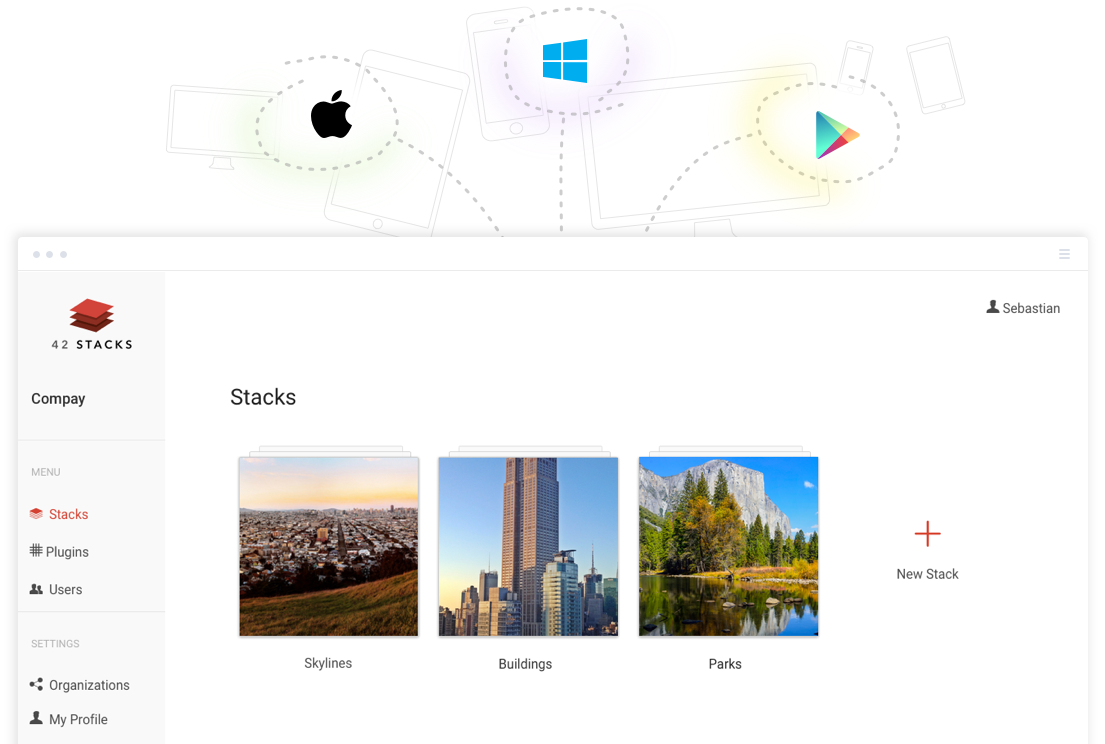 42 STACKS
Sebastian
Compay
Stacks
MENU
Stacks
Plugins
Users
New Stack
SETTINGS
Skylines
Buildings
Parks
Organizations
My Profile